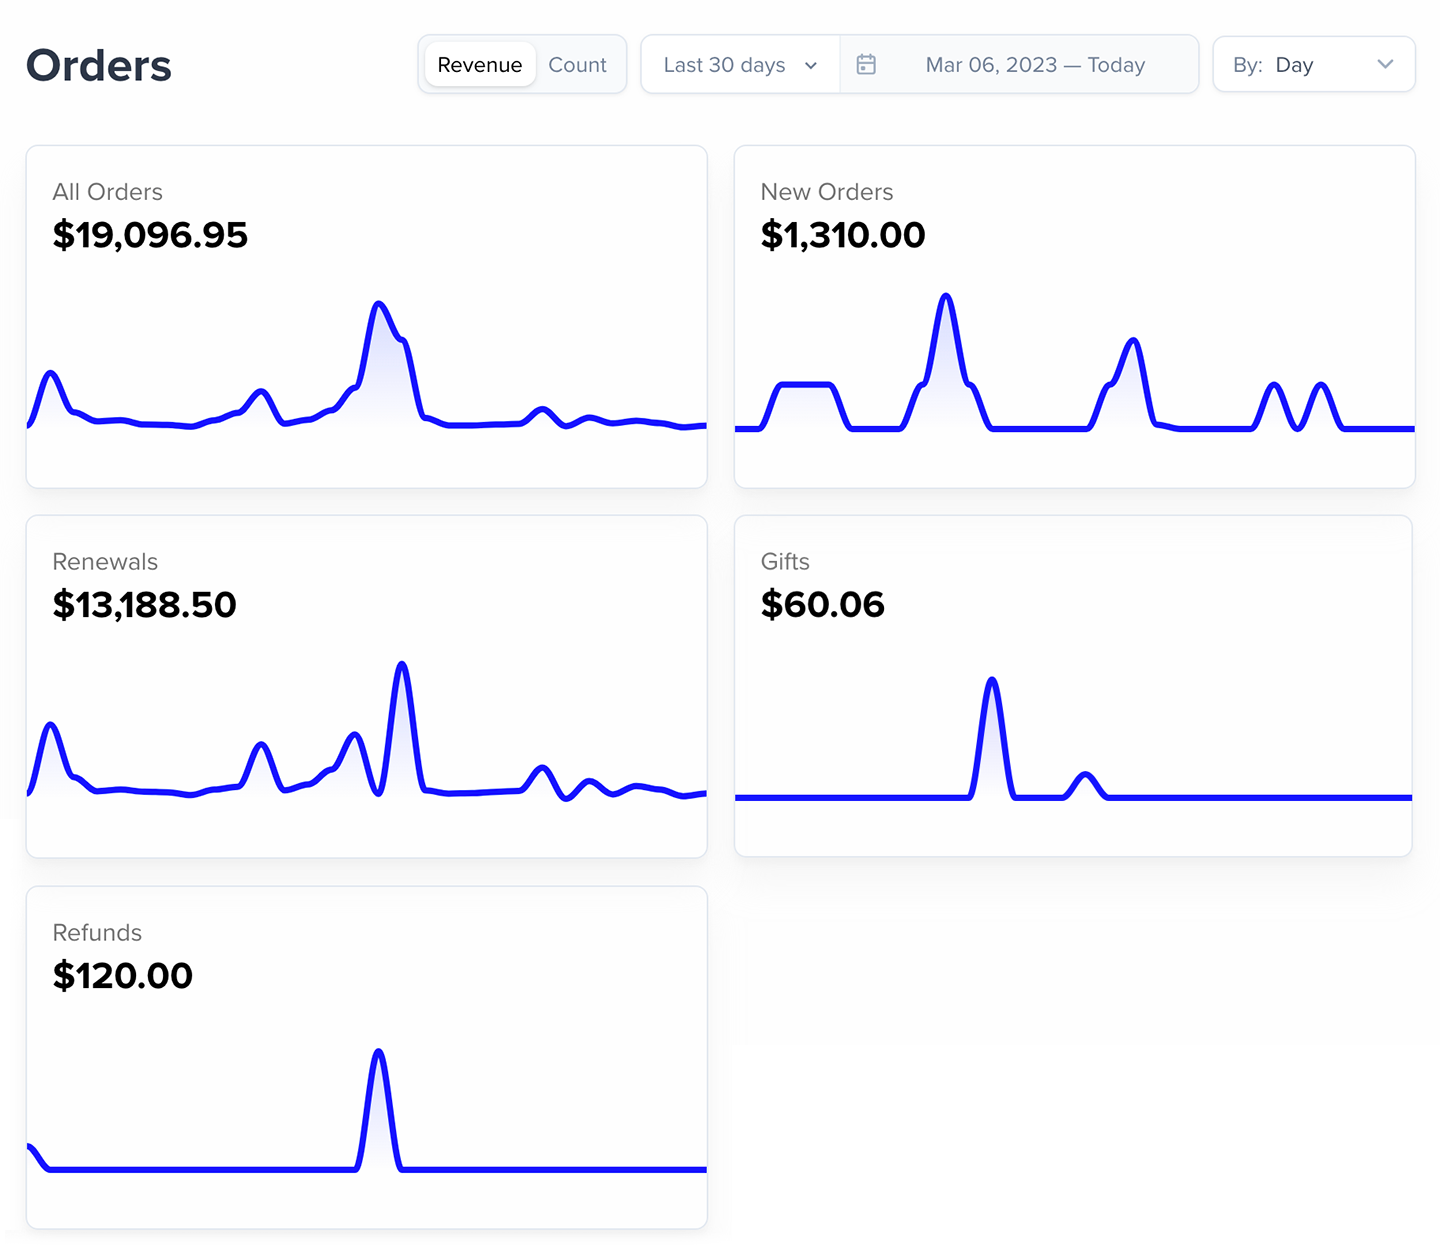 Orders
Revenue Count
Last 30 days
Mar 06, 2023 — Today
By: Day
All Orders
$19,096.95
New Orders
$1,310.00
Renewals
$13,188.50
Gifts
$60.06
Refunds
$120.00